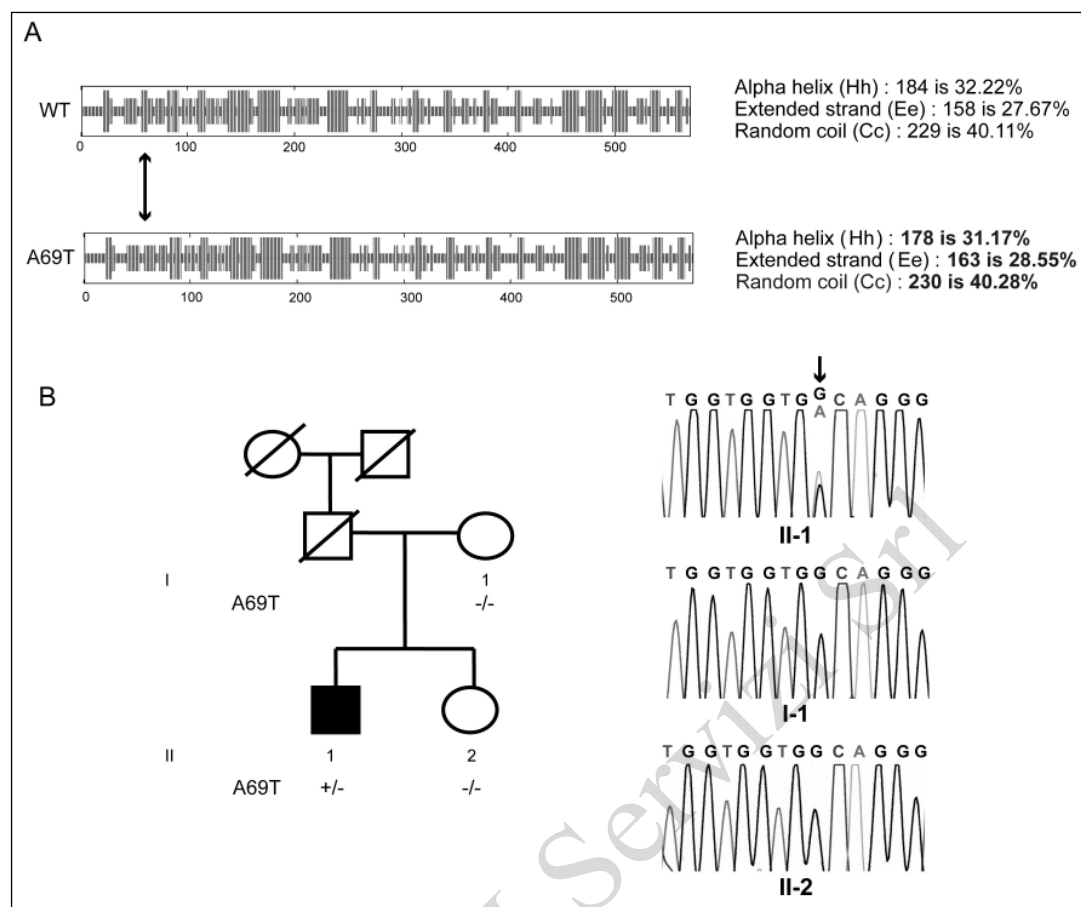 A
WT
Alpha helix (Hh) : 184 is 32.22%
Extended strand (Ee) : 158 is 27.67%
Random coil (Cc) : 229 is 40.11%
0 100 200 300 400 500
A69T
Alpha helix (Hh) : 178 is 31.17%
Extended strand (Ee) : 163 is 28.55%
Random coil (Cc) : 230 is 40.28%
0 100 200 300 400 500
B
T G G T G G T G G C A G G G
A
II-1
I 1
A69T -/-
T G G T G G T G G C A G G G
I-1
II 1 2
A69T +/- -/-
T G G T G G T G G C A G G G
II-2
Servizi Srl